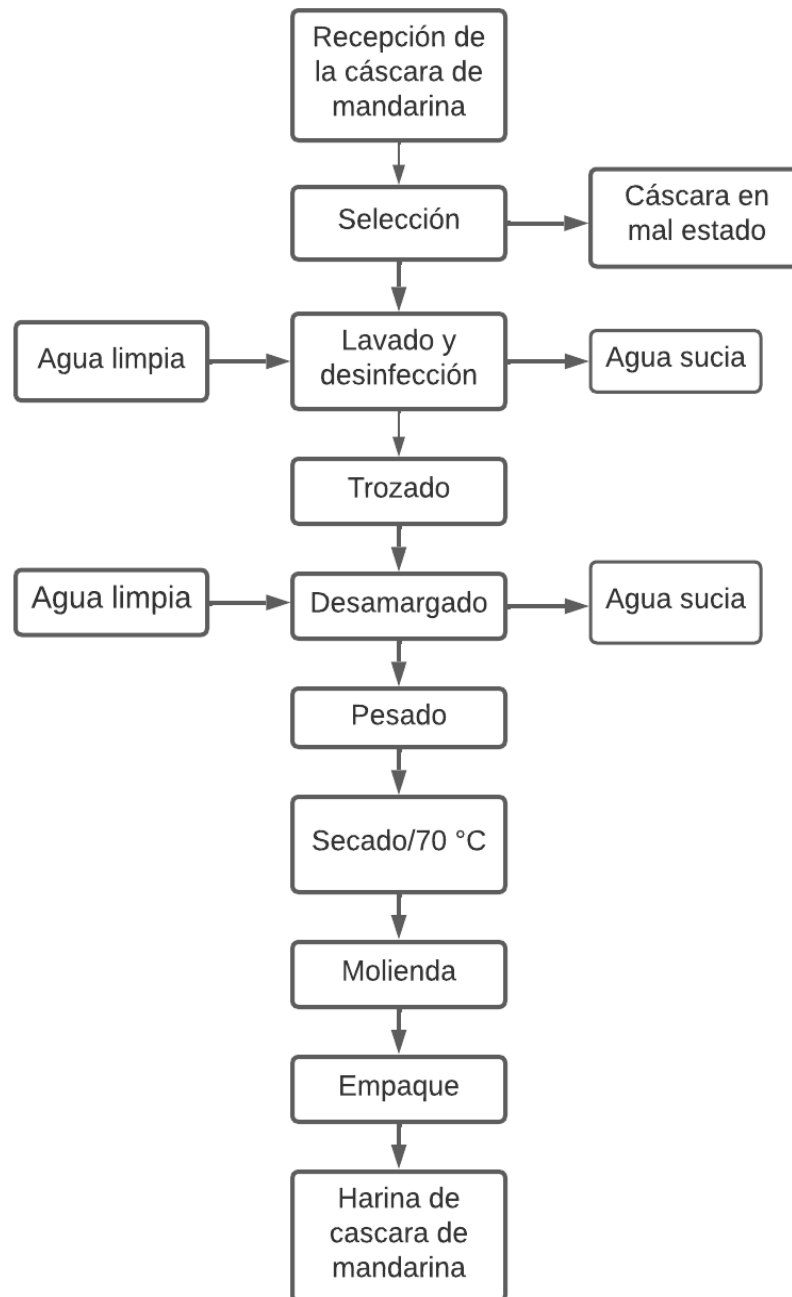 Recepción de
la cáscara de
mandarina
Selección
Cáscara en
mal estado
Agua limpia
Lavado y
desinfección
Agua sucia
Trozado
Agua limpia
Desamargado
Agua sucia
Pesado
Secado/70 °C
Molienda
Empaque
Harina de
cascara de
mandarina